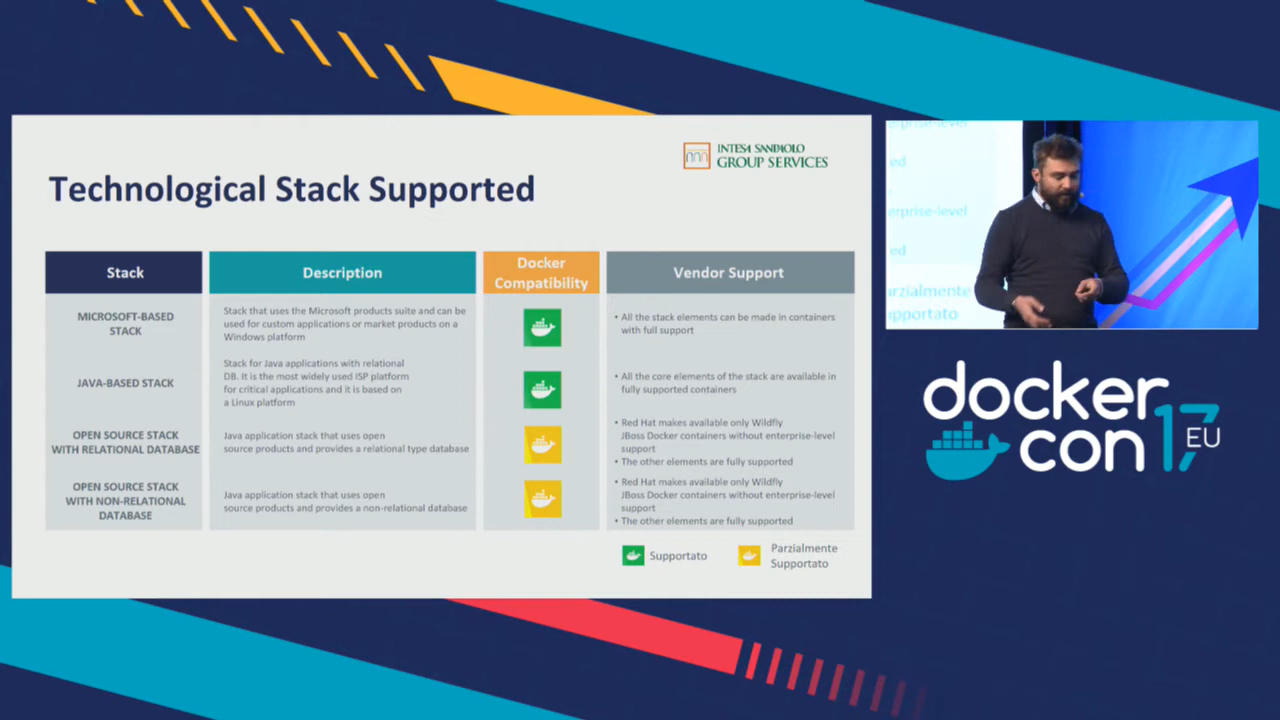 INTESA SANPAOLO
GROUP SERVICES
Technological Stack Supported
Stack
Description
Docker
Compatibility
Vendor Support
MICROSOFT-BASED
STACK
Stack that uses the Microsoft products suite and can be
used for custom applications or market products on a
Windows platform
• All the stack elements can be made in containers
with full support
JAVA-BASED STACK
Stack for Java applications with relational
DB. It is the most widely used ISP platform
for critical applications and it is based on
a Linux platform
• All the core elements of the stack are available in
fully supported containers
OPEN SOURCE STACK
WITH RELATIONAL DATABASE
Java application stack that uses open
source products and provides a relational type database
• Red Hat makes available only Wildfly
JBoss Docker containers without enterprise-level
support
• The other elements are fully supported
OPEN SOURCE STACK
WITH NON-RELATIONAL
DATABASE
Java application stack that uses open
source products and provides a non-relational database
• Red Hat makes available only Wildfly
JBoss Docker containers without enterprise-level
support
• The other elements are fully supported
Supportato
Parzialmente
Supportato
erprise-level
ed
erprise-level
ed
arzialmente
upportato
docker
con 17 EU